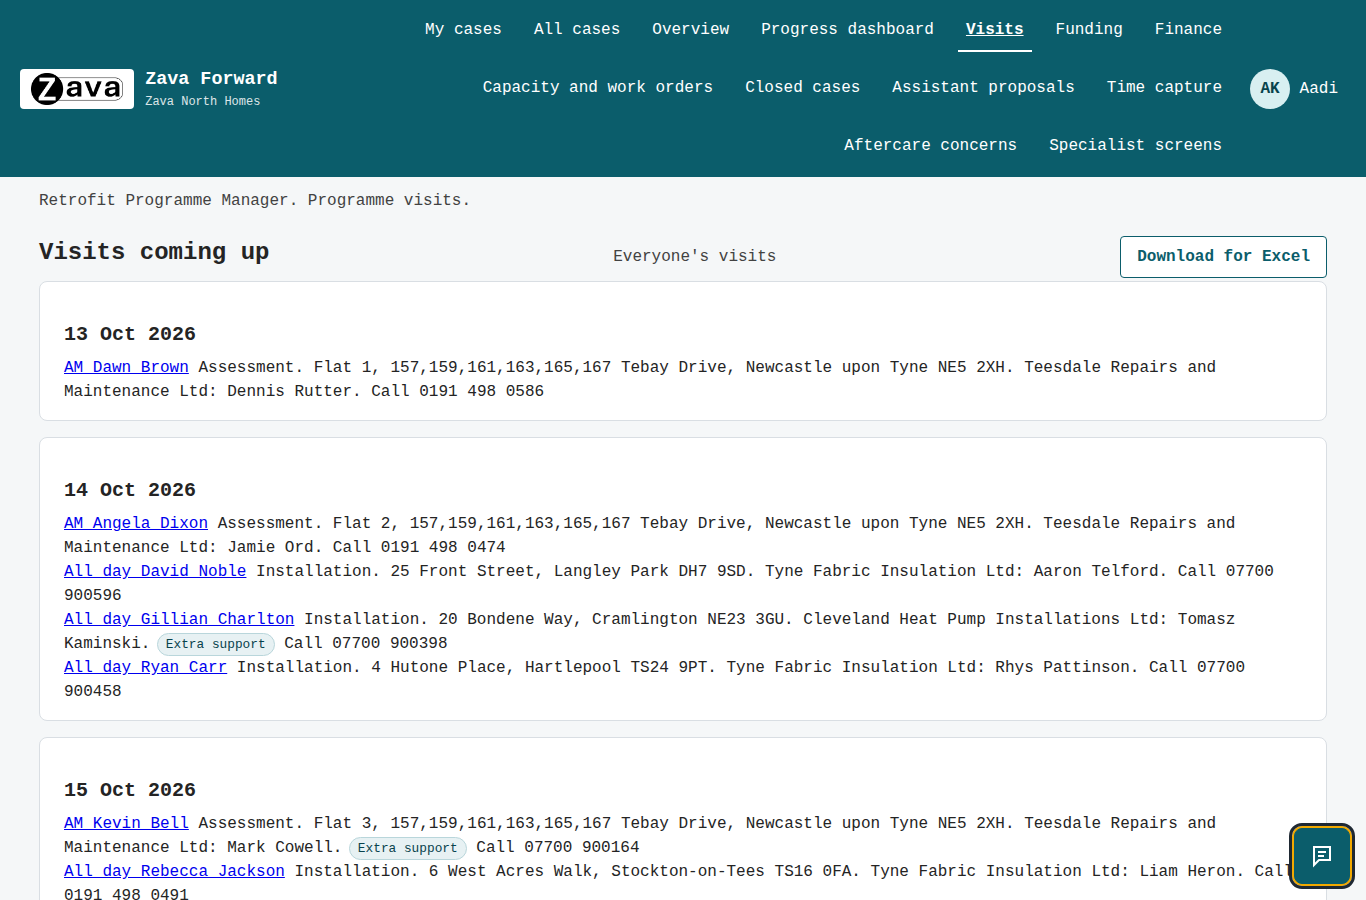 My cases All cases Overview Progress dashboard Visits Funding Finance
Zava
Zava Forward
Zava North Homes
Capacity and work orders Closed cases Assistant proposals Time capture
AK Aadi
Aftercare concerns Specialist screens
Retrofit Programme Manager. Programme visits.
Visits coming up
Everyone's visits
Download for Excel
13 Oct 2026
AM Dawn Brown Assessment. Flat 1, 157,159,161,163,165,167 Tebay Drive, Newcastle upon Tyne NE5 2XH. Teesdale Repairs and
Maintenance Ltd: Dennis Rutter. Call 0191 498 0586
14 Oct 2026
AM Angela Dixon Assessment. Flat 2, 157,159,161,163,165,167 Tebay Drive, Newcastle upon Tyne NE5 2XH. Teesdale Repairs and
Maintenance Ltd: Jamie Ord. Call 0191 498 0474
All day David Noble Installation. 25 Front Street, Langley Park DH7 9SD. Tyne Fabric Insulation Ltd: Aaron Telford. Call 07700
900596
All day Gillian Charlton Installation. 20 Bondene Way, Cramlington NE23 3GU. Cleveland Heat Pump Installations Ltd: Tomasz
Kaminski. Extra support Call 07700 900398
All day Ryan Carr Installation. 4 Hutone Place, Hartlepool TS24 9PT. Tyne Fabric Insulation Ltd: Rhys Pattinson. Call 07700
900458
15 Oct 2026
AM Kevin Bell Assessment. Flat 3, 157,159,161,163,165,167 Tebay Drive, Newcastle upon Tyne NE5 2XH. Teesdale Repairs and
Maintenance Ltd: Mark Cowell. Extra support Call 07700 900164
All day Rebecca Jackson Installation. 6 West Acres Walk, Stockton-on-Tees TS16 0FA. Tyne Fabric Insulation Ltd: Liam Heron. Call
0191 498 0491